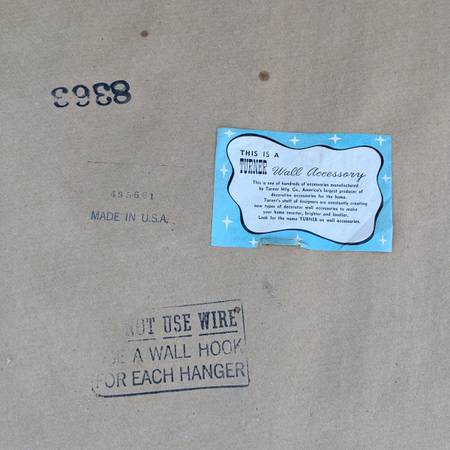 8363
495661
MADE IN U.S.A.
THIS IS A
TURNER Wall Accessory
This is one of hundreds of accessories manufactured
by Turner Mfg. Co., America's largest producer of
decorative accessories for the home.
Turner's staff of designers are constantly creating
new types of decorator wall accessories to make
your home smarter, brighter and lovelier.
Look for the name TURNER on wall accessories.
NOT USE WIRE
A WALL HOOK
FOR EACH HANGER